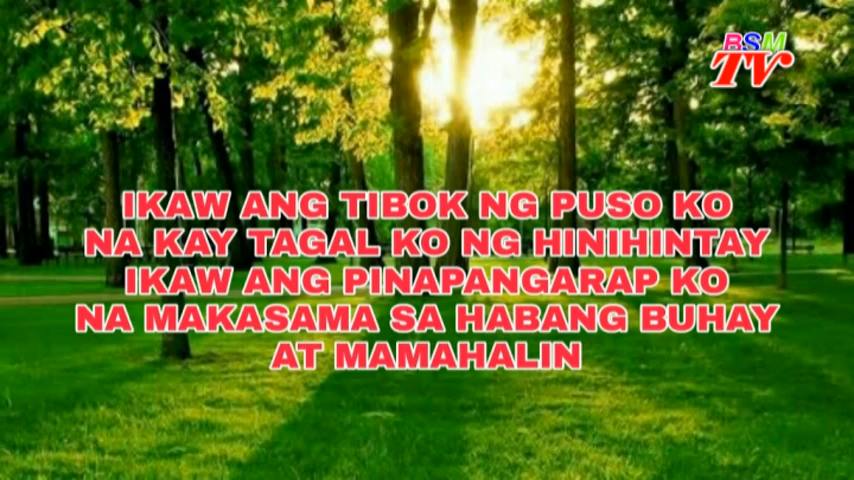 BSM
TV
IKAW ANG TIBOK NG PUSO KO
NA KAY TAGAL KO NG HINIHINTAY
IKAW ANG PINAPANGARAP KO
NA MAKASAMA SA HABANG BUHAY
AT MAMAHALIN